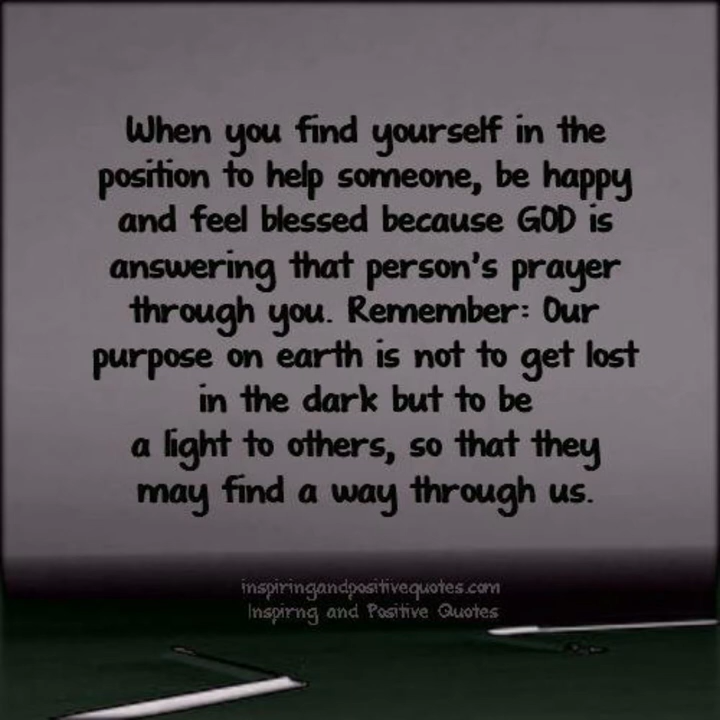 When you find yourself in the
position to help someone, be happy
and feel blessed because GOD is
answering that person's prayer
through you. Remember: Our
purpose on earth is not to get lost
in the dark but to be
a light to others, so that they
may find a way through us.
inspiringandpositivequotes.com
Inspirng and Positive Quotes